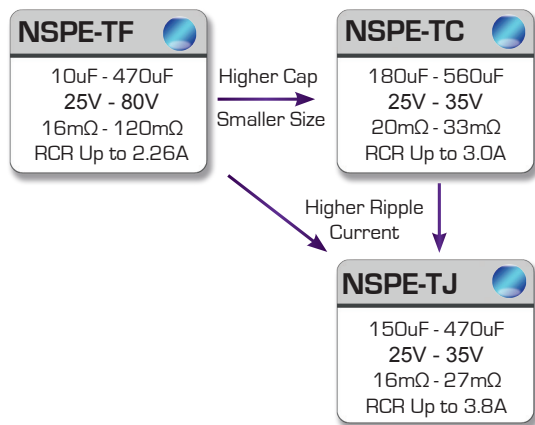 NSPE-TF
10uF - 470uF
25V - 80V
16mΩ - 120mΩ
RCR Up to 2.26A
Higher Cap
Smaller Size
NSPE-TC
180uF - 560uF
25V - 35V
20mΩ - 33mΩ
RCR Up to 3.0A
Higher Ripple
Current
NSPE-TJ
150uF - 470uF
25V - 35V
16mΩ - 27mΩ
RCR Up to 3.8A